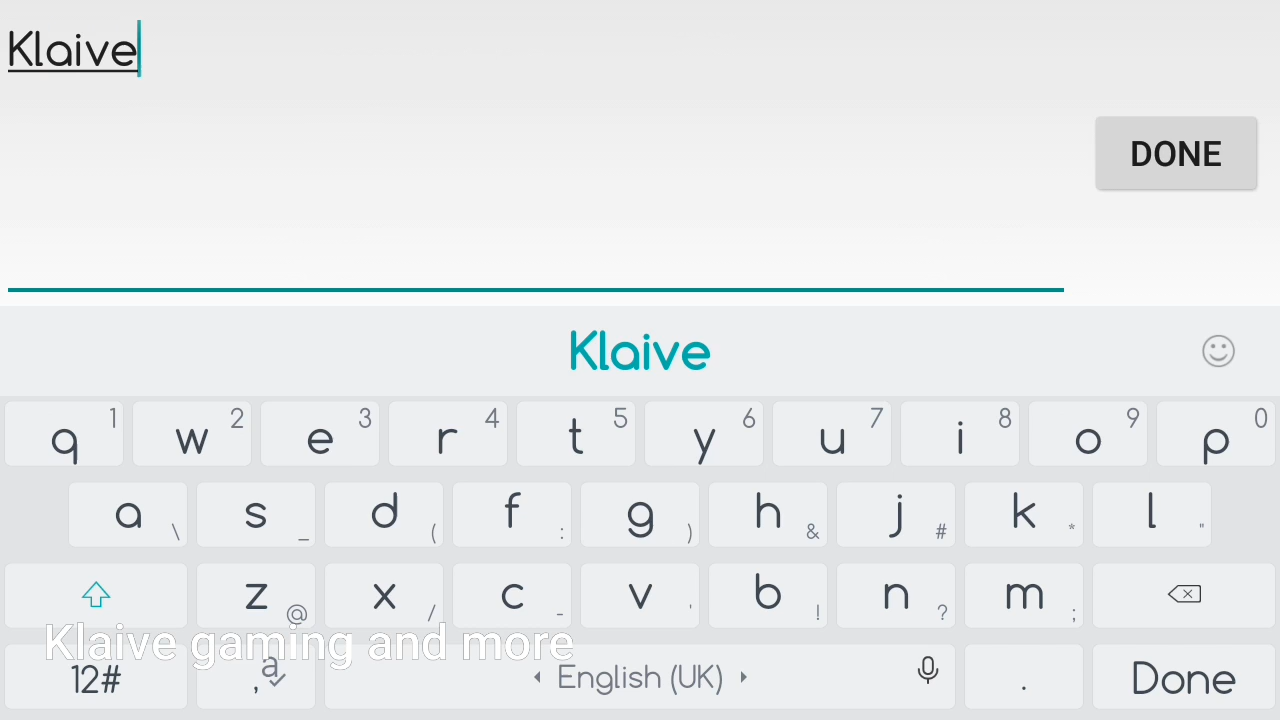 Klaive
DONE
Klaive
q 1 w 2 e 3 r 4 t 5 y 6 u 7 i 8 o 9 p 0
a \ s _ d ( f : g ) h & j # k * l "
z @ x / c - v ' b ! n ? m ;
Klaive gaming and more
12# , a English (UK) . Done